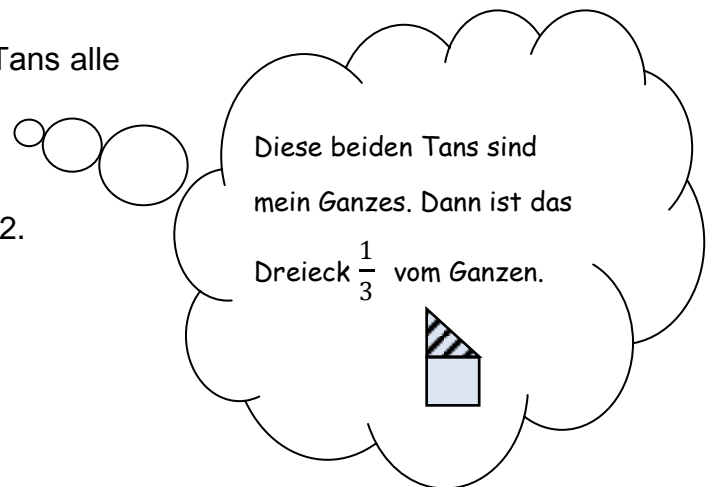 Tans alle
Diese beiden Tans sind
mein Ganzes. Dann ist das
2.
Dreieck 1/3 vom Ganzen.